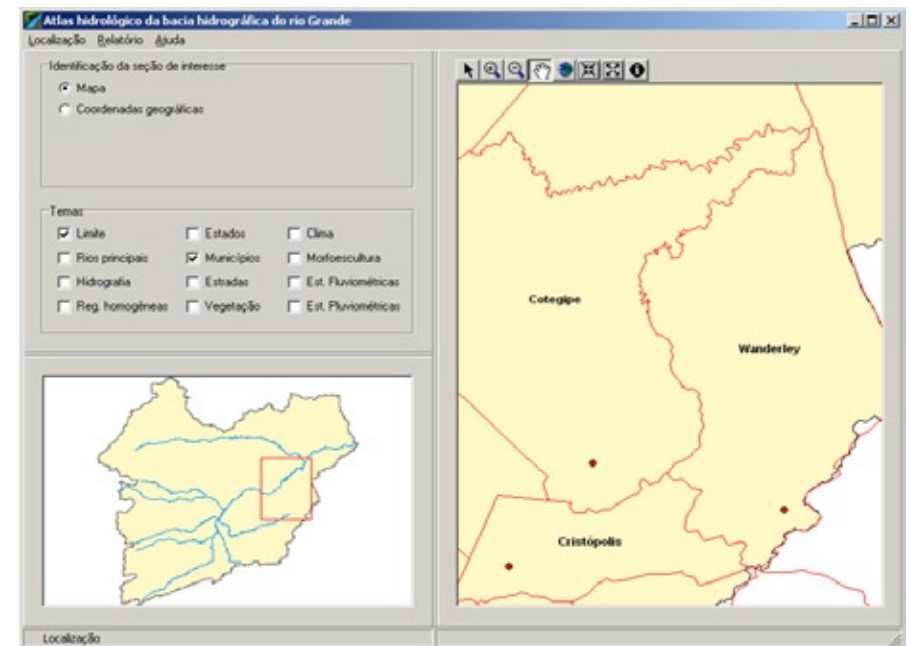 Atlas hidrológico da bacia hidrográfica do rio Grande
Localização Relatório Ajuda
Identificação da seção de interesse
Mapa
Coordenadas geográficas
Temas
Limite Estados Clima
Rios principais Municípios Morfoescultura
Hidrografia Estradas Est. Fluviométricas
Reg. homogêneas Vegetação Est. Pluviométricas
Cotegipe
Wanderley
Cristópolis
Localização